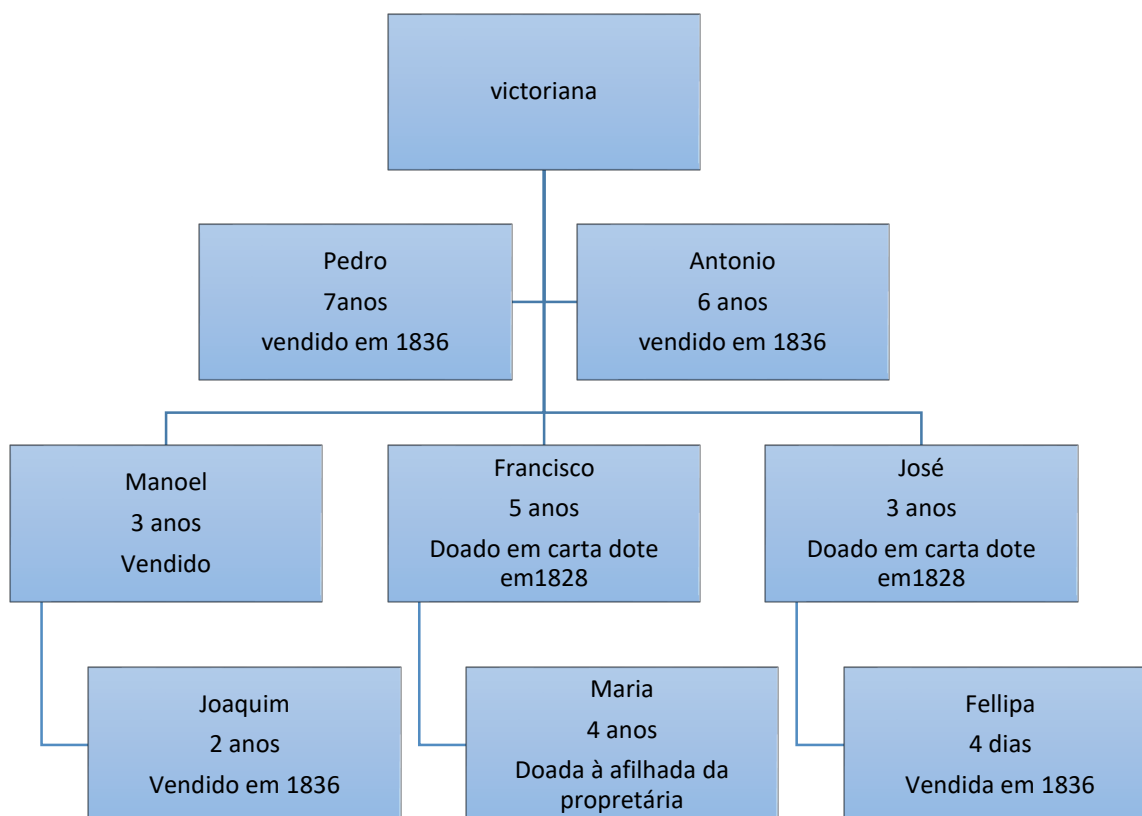 victoriana
Pedro
7anos
vendido em 1836
Antonio
6 anos
vendido em 1836
Manoel
3 anos
Vendido
Francisco
5 anos
Doado em carta dote
em1828
José
3 anos
Doado em carta dote
em1828
Joaquim
2 anos
Vendido em 1836
Maria
4 anos
Doada à afilhada da
propretária
Fellipa
4 dias
Vendida em 1836